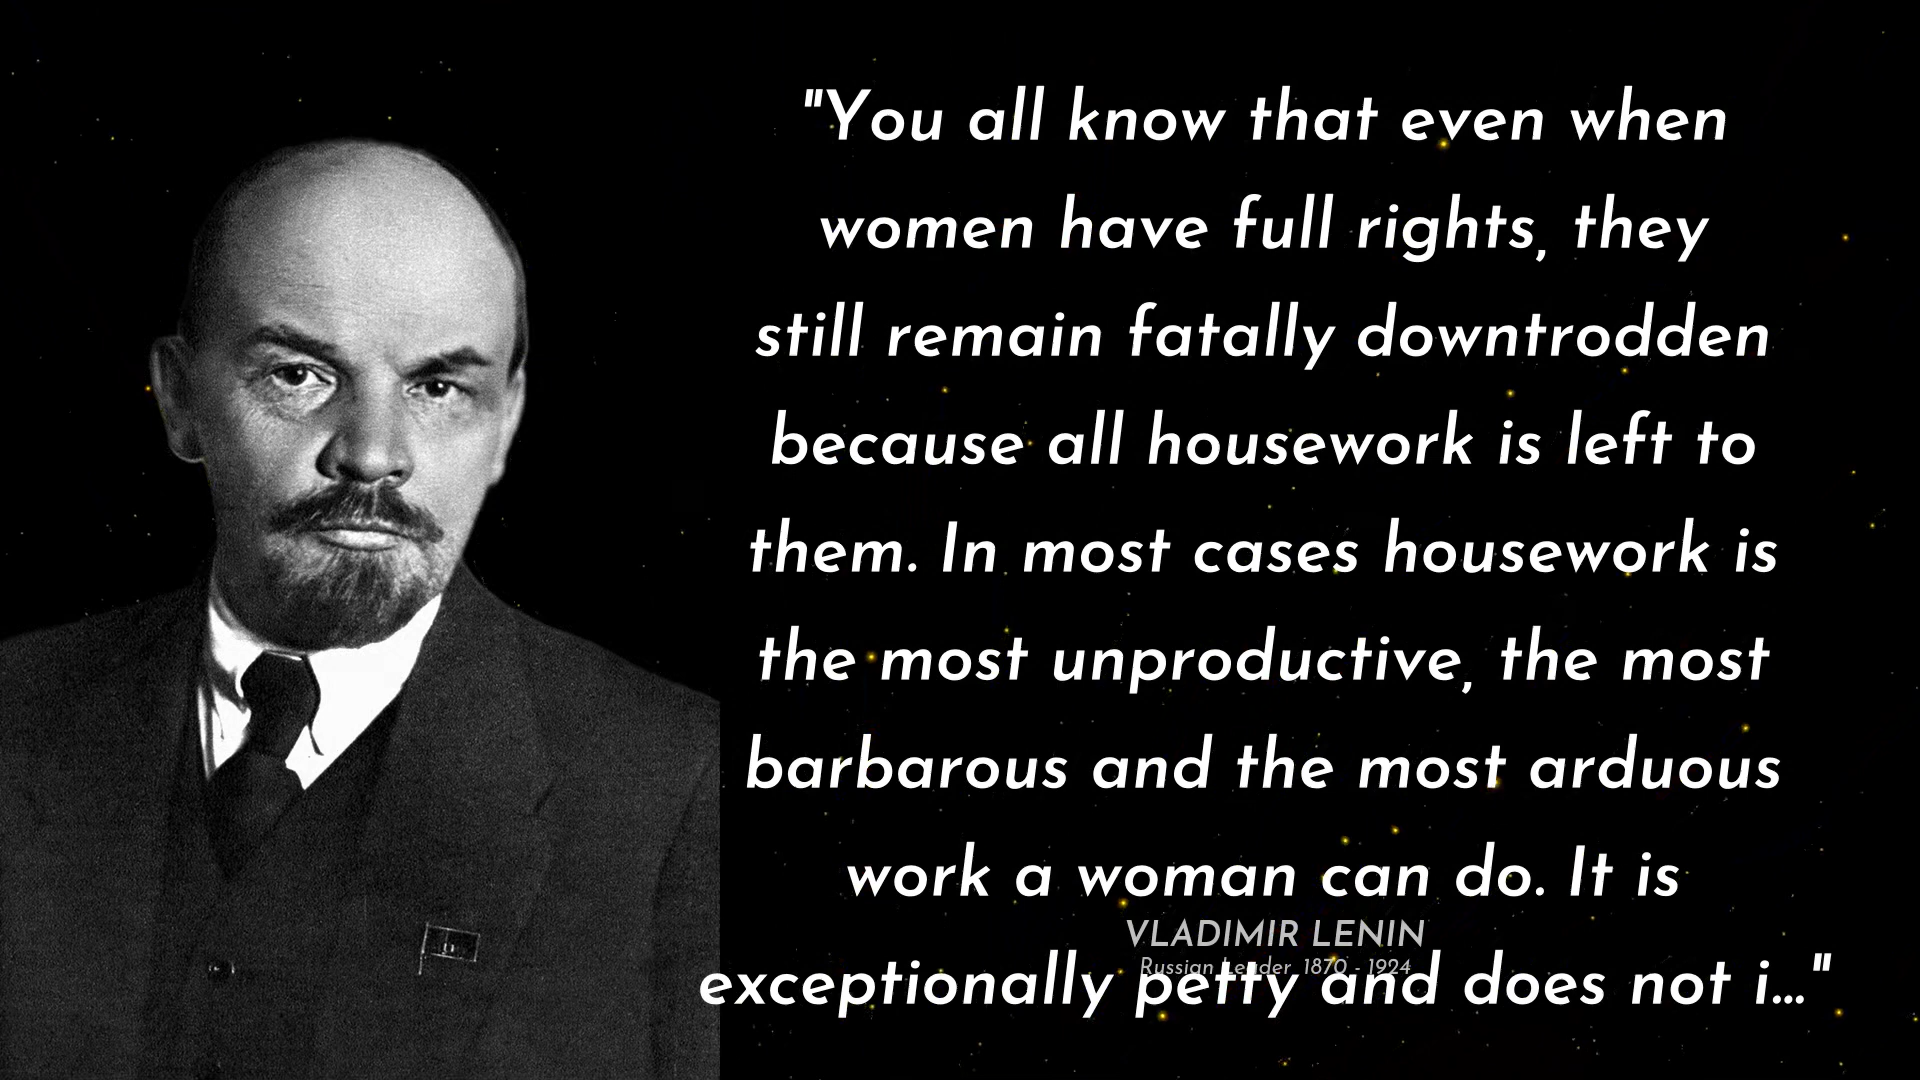 "You all know that even when
women have full rights, they
still remain fatally downtrodden
because all housework is left to
them. In most cases housework is
the most unproductive, the most
barbarous and the most arduous
work a woman can do. It is
VLADIMIR LENIN
Russian Leader 1870 - 1924
exceptionally petty and does not i..."